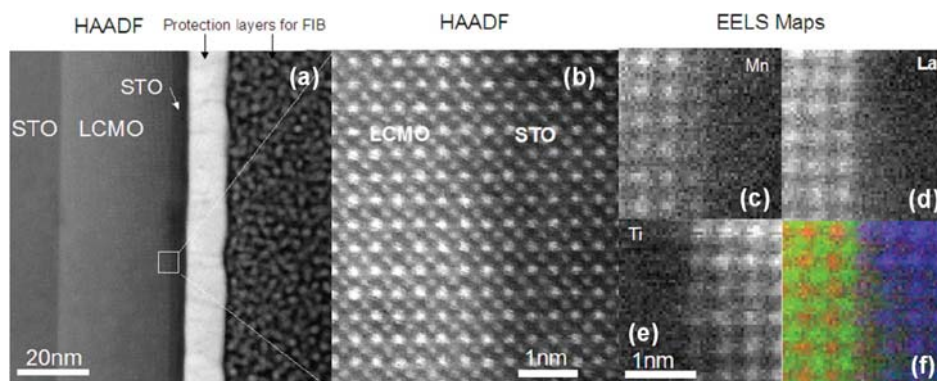 HAADF
Protection layers for FIB
HAADF
EELS Maps
(a)
STO
STO
LCMO
20nm
(b)
LCMO
STO
1nm
Mn
(c)
La
(d)
Ti
(e)
1nm
(f)